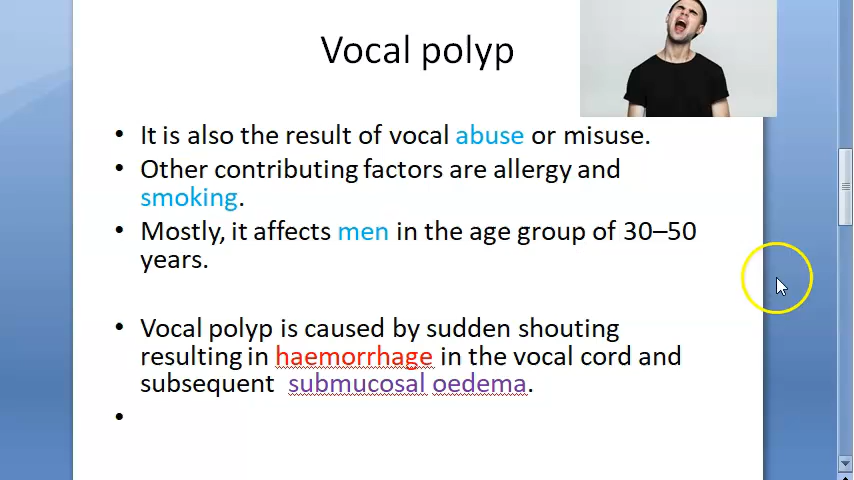 Vocal polyp
• It is also the result of vocal abuse or misuse.
• Other contributing factors are allergy and
smoking.
• Mostly, it affects men in the age group of 30–50
years.
• Vocal polyp is caused by sudden shouting
resulting in haemorrhage in the vocal cord and
subsequent submucosal oedema.
•